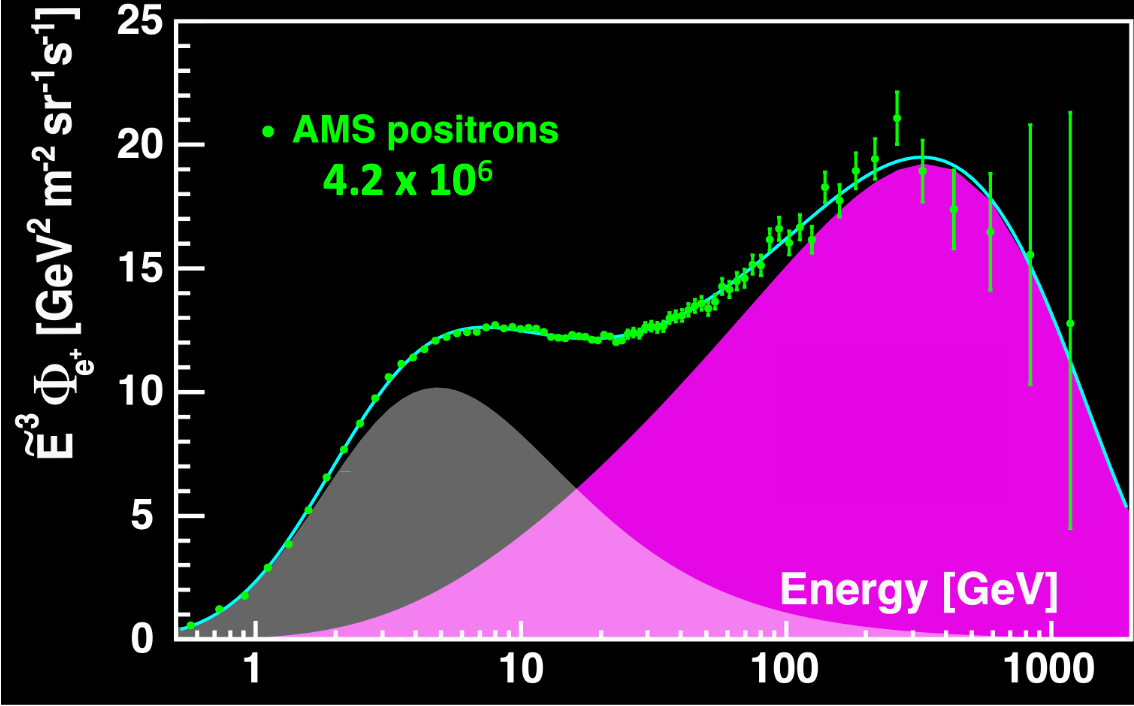 25
20
15
10
5
0
Ẽ³ Φe⁺ [GeV² m⁻² sr⁻¹ s⁻¹]
AMS positrons
4.2 x 10⁶
Energy [GeV]
1 10 100 1000